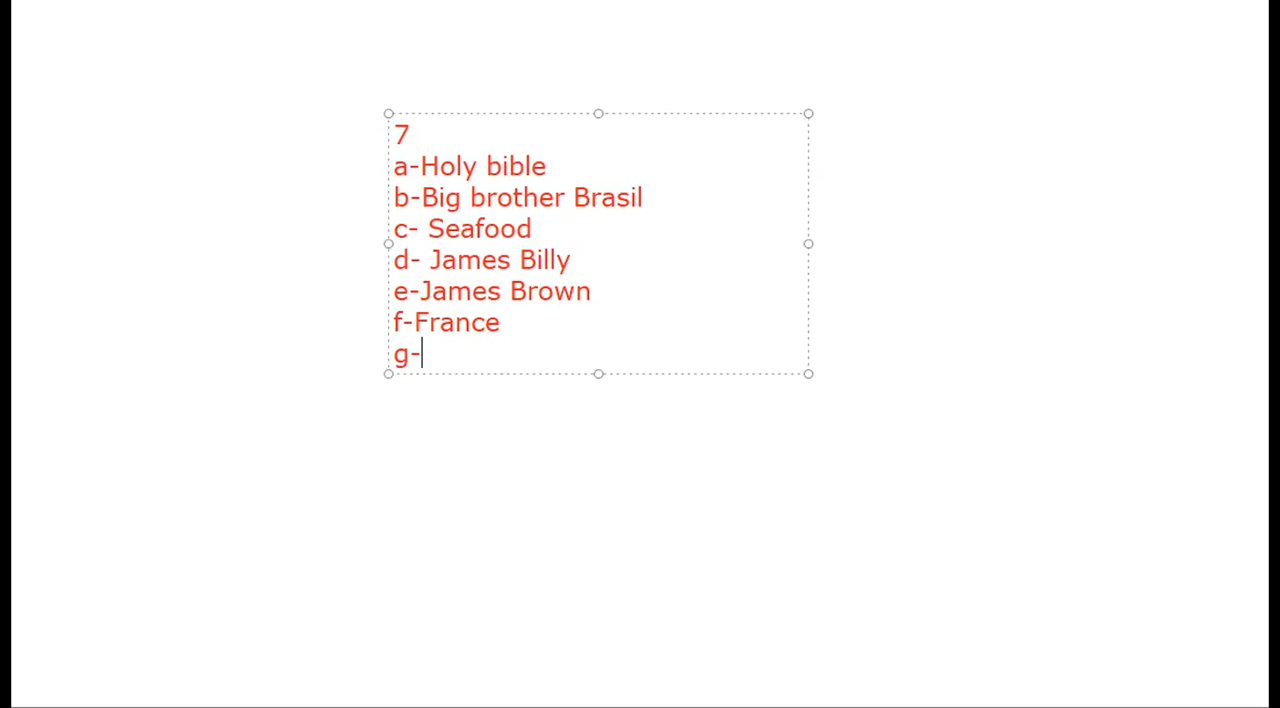 7
a-Holy bible
b-Big brother Brasil
c- Seafood
d- James Billy
e-James Brown
f-France
g-